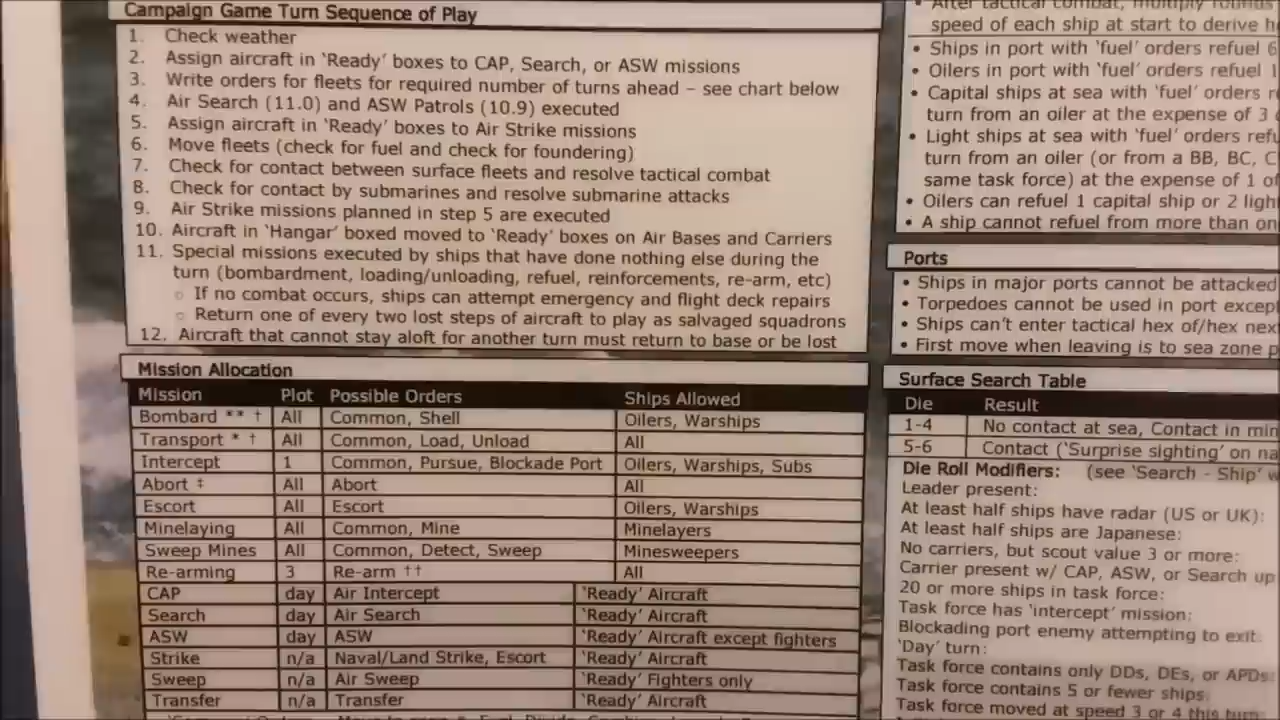 Campaign Game Turn Sequence of Play
1. Check weather
2. Assign aircraft in 'Ready' boxes to CAP, Search, or ASW missions
3. Write orders for fleets for required number of turns ahead – see chart below
4. Air Search (11.0) and ASW Patrols (10.9) executed
5. Assign aircraft in 'Ready' boxes to Air Strike missions
6. Move fleets (check for fuel and check for foundering)
7. Check for contact between surface fleets and resolve tactical combat
8. Check for contact by submarines and resolve submarine attacks
9. Air Strike missions planned in step 5 are executed
10. Aircraft in 'Hangar' boxed moved to 'Ready' boxes on Air Bases and Carriers
11. Special missions executed by ships that have done nothing else during the
turn (bombardment, loading/unloading, refuel, reinforcements, re-arm, etc)
○ If no combat occurs, ships can attempt emergency and flight deck repairs
○ Return one of every two lost steps of aircraft to play as salvaged squadrons
12. Aircraft that cannot stay aloft for another turn must return to base or be lost
Mission Allocation
Mission Plot Possible Orders Ships Allowed
Bombard ** † All Common, Shell Oilers, Warships
Transport * † All Common, Load, Unload All
Intercept 1 Common, Pursue, Blockade Port Oilers, Warships, Subs
Abort ‡ All Abort All
Escort All Escort Oilers, Warships
Minelaying All Common, Mine Minelayers
Sweep Mines All Common, Detect, Sweep Minesweepers
Re-arming 3 Re-arm †† All
CAP day Air Intercept 'Ready' Aircraft
Search day Air Search 'Ready' Aircraft
ASW day ASW 'Ready' Aircraft except fighters
Strike n/a Naval/Land Strike, Escort 'Ready' Aircraft
Sweep n/a Air Sweep 'Ready' Fighters only
Transfer n/a Transfer 'Ready' Aircraft
• After tactical combat, multiply rounds
speed of each ship at start to derive
• Ships in port with 'fuel' orders refuel
• Oilers in port with 'fuel' orders refuel
• Capital ships at sea with 'fuel' orders
turn from an oiler at the expense of 3
• Light ships at sea with 'fuel' orders
turn from an oiler (or from a BB, BC,
same task force) at the expense of 1 of
• Oilers can refuel 1 capital ship or 2
• A ship cannot refuel from more than
Ports
• Ships in major ports cannot be attacked
• Torpedoes cannot be used in port
• Ships can't enter tactical hex of/hex
• First move when leaving is to sea zone
Surface Search Table
Die Result
1-4 No contact at sea, Contact in
5-6 Contact ('Surprise sighting' on
Die Roll Modifiers: (see 'Search - Ship'
Leader present:
At least half ships have radar (US or UK):
At least half ships are Japanese:
No carriers, but scout value 3 or more:
Carrier present w/ CAP, ASW, or Search up
20 or more ships in task force:
Task force has 'intercept' mission:
Blockading port enemy attempting to exit:
'Day' turn:
Task force contains only DDs, DEs, or APDs:
Task force contains 5 or fewer ships:
Task force moved at speed 3 or 4 this turn: